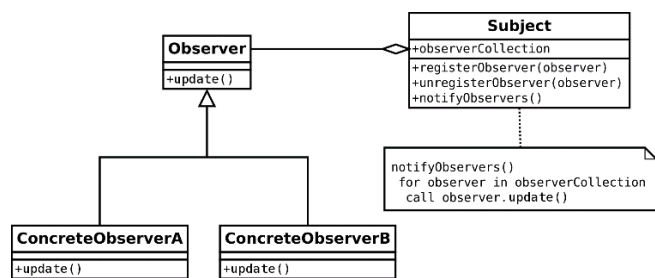 Subject
+observerCollection
+registerObserver(observer)
+unregisterObserver(observer)
+notifyObservers()
Observer
+update()
notifyObservers()
for observer in observerCollection
call observer.update()
ConcreteObserverA
+update()
ConcreteObserverB
+update()